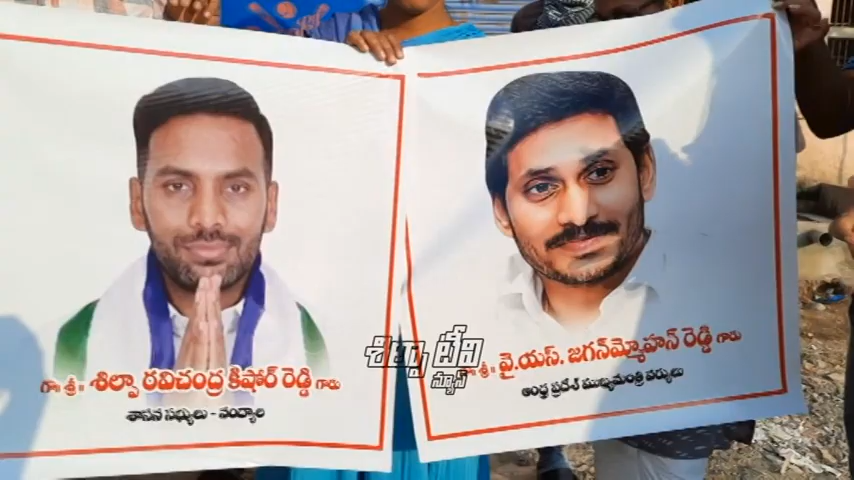 గౌ॥ శ్రీ॥ శిల్పా రవిచంద్ర కిషోర్ రెడ్డి గారు
శాసన సభ్యులు - నంద్యాల
శిల్పా టీవి
న్యూస్
గౌ॥ శ్రీ॥ వై.యస్. జగన్‌మ్మోహన్ రెడ్డి గారు
ఆంధ్ర ప్రదేశ్ ముఖ్యమంత్రి వర్యులు